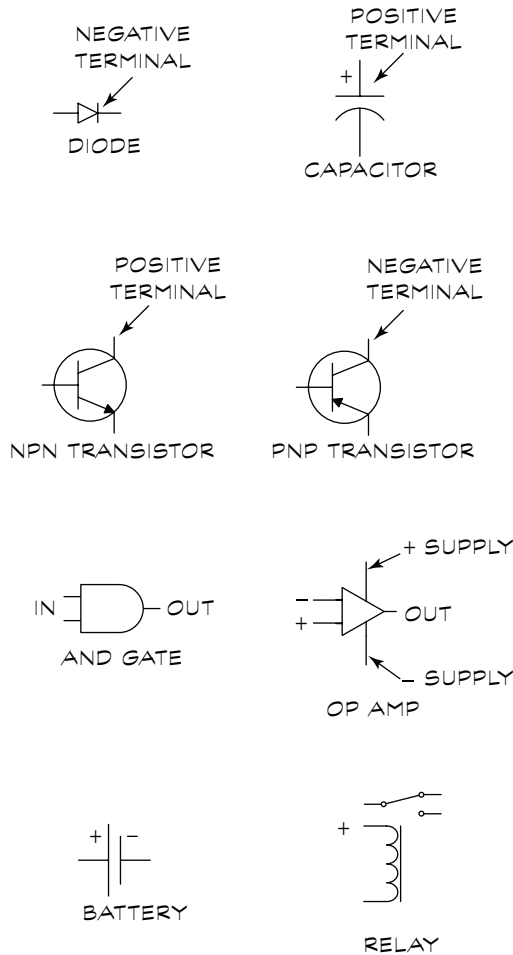 NEGATIVE
TERMINAL
DIODE
POSITIVE
TERMINAL
+
CAPACITOR
POSITIVE
TERMINAL
NPN TRANSISTOR
NEGATIVE
TERMINAL
PNP TRANSISTOR
IN
OUT
AND GATE
+ SUPPLY
−
+
OUT
− SUPPLY
OP AMP
+ −
BATTERY
+
RELAY